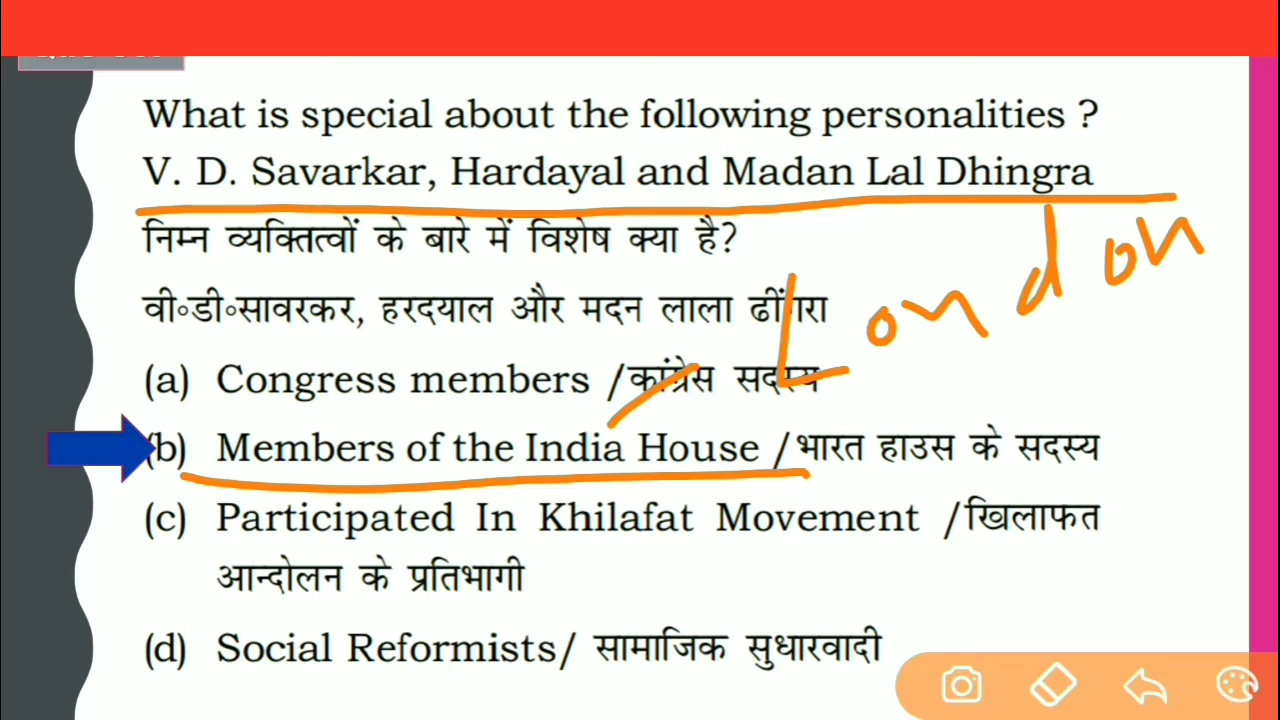 What is special about the following personalities ?
V. D. Savarkar, Hardayal and Madan Lal Dhingra
निम्न व्यक्तित्वों के बारे में विशेष क्या है?
वी॰डी॰सावरकर, हरदयाल और मदन लाला ढींगरा
London
(a) Congress members /कांग्रेस सदस्य
(b) Members of the India House /भारत हाउस के सदस्य
(c) Participated In Khilafat Movement /खिलाफत
आन्दोलन के प्रतिभागी
(d) Social Reformists/ सामाजिक सुधारवादी